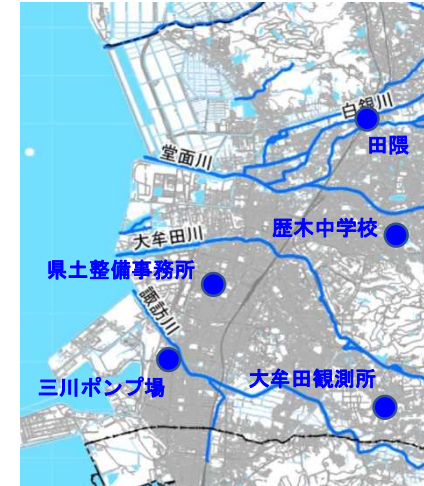 白銀川
田隈
堂面川
歴木中学校
大牟田川
県土整備事務所
諏訪川
大牟田観測所
三川ポンプ場